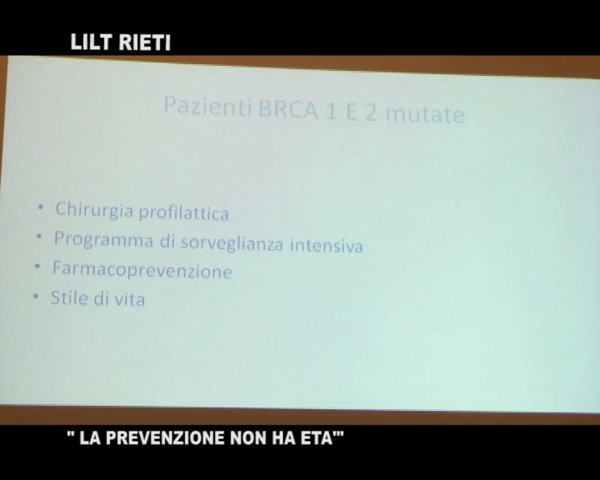 LILT RIETI
Pazienti BRCA 1 E 2 mutate
• Chirurgia profilattica
• Programma di sorveglianza intensiva
• Farmacoprevenzione
• Stile di vita
" LA PREVENZIONE NON HA ETA'"